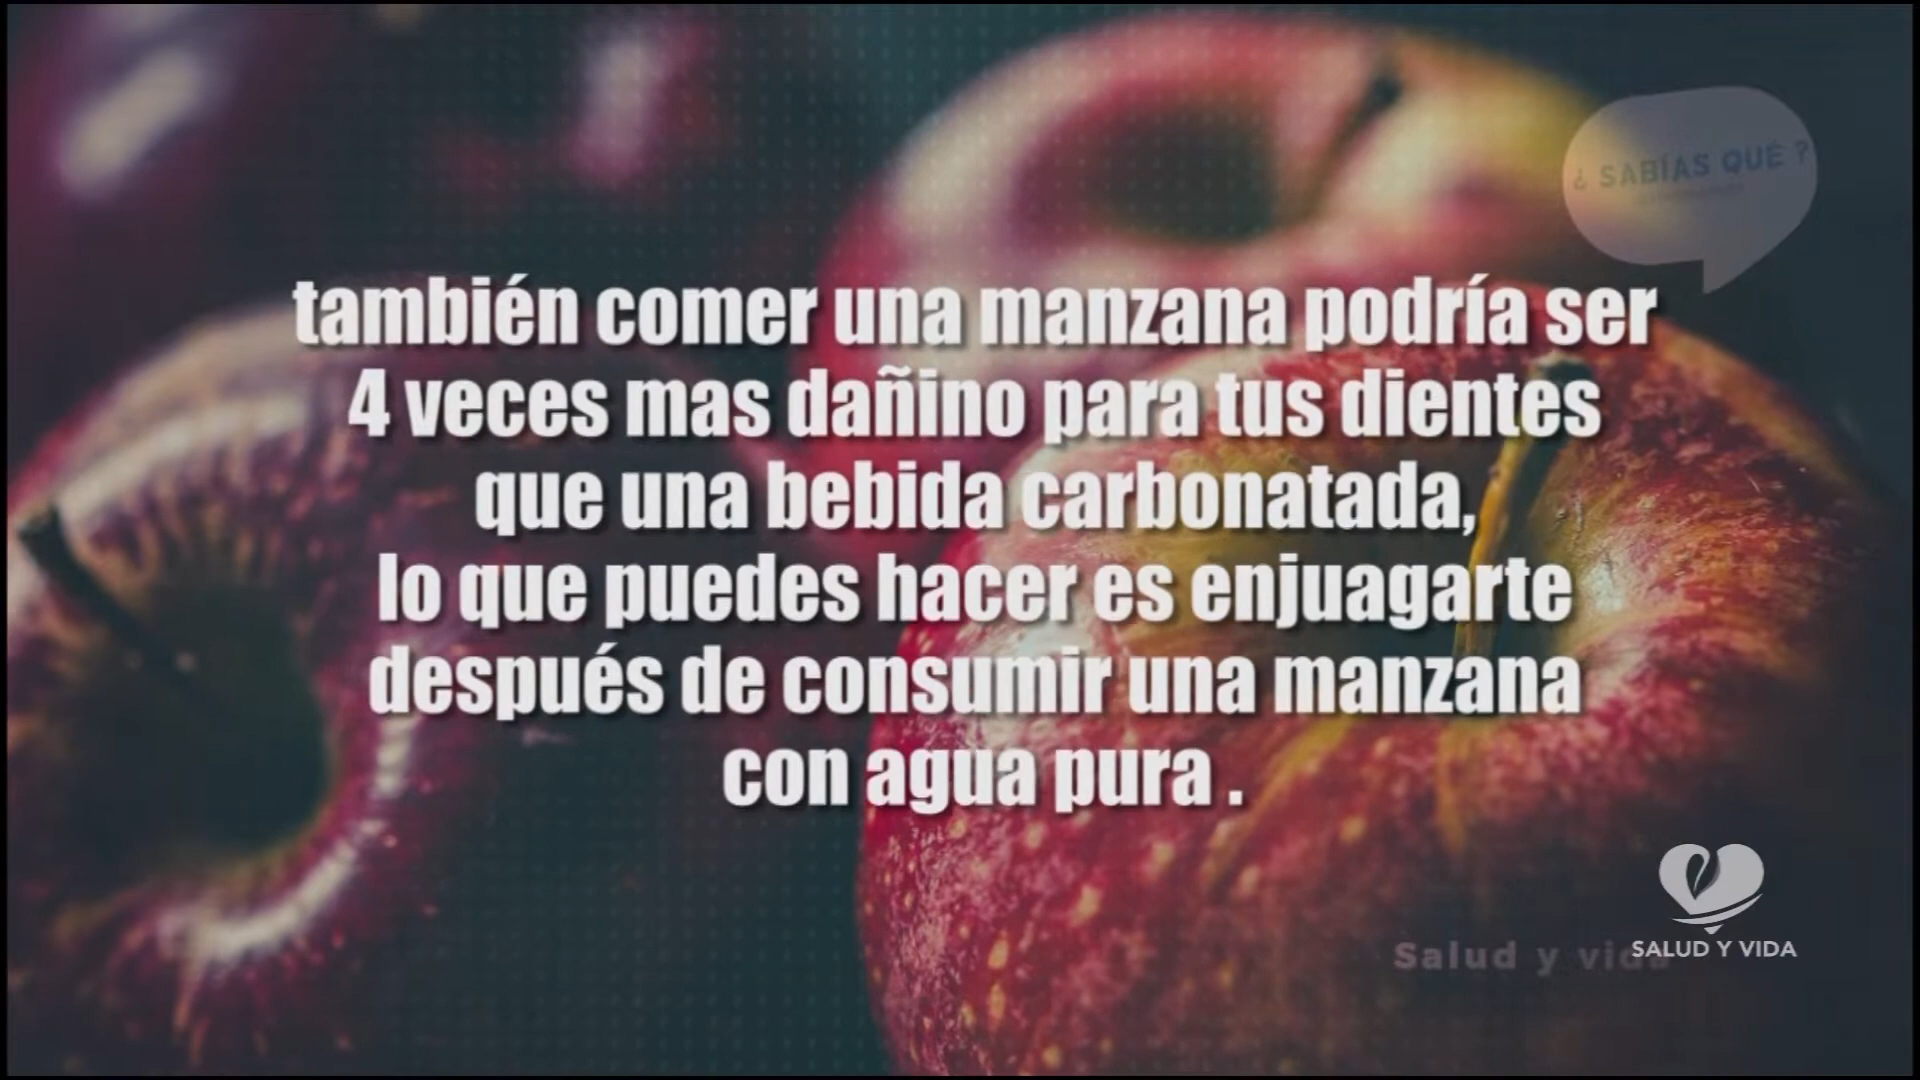 ¿ SABÍAS QUÉ ?
también comer una manzana podría ser
4 veces mas dañino para tus dientes
que una bebida carbonatada,
lo que puedes hacer es enjuagarte
después de consumir una manzana
con agua pura .
Salud y vida
SALUD Y VIDA